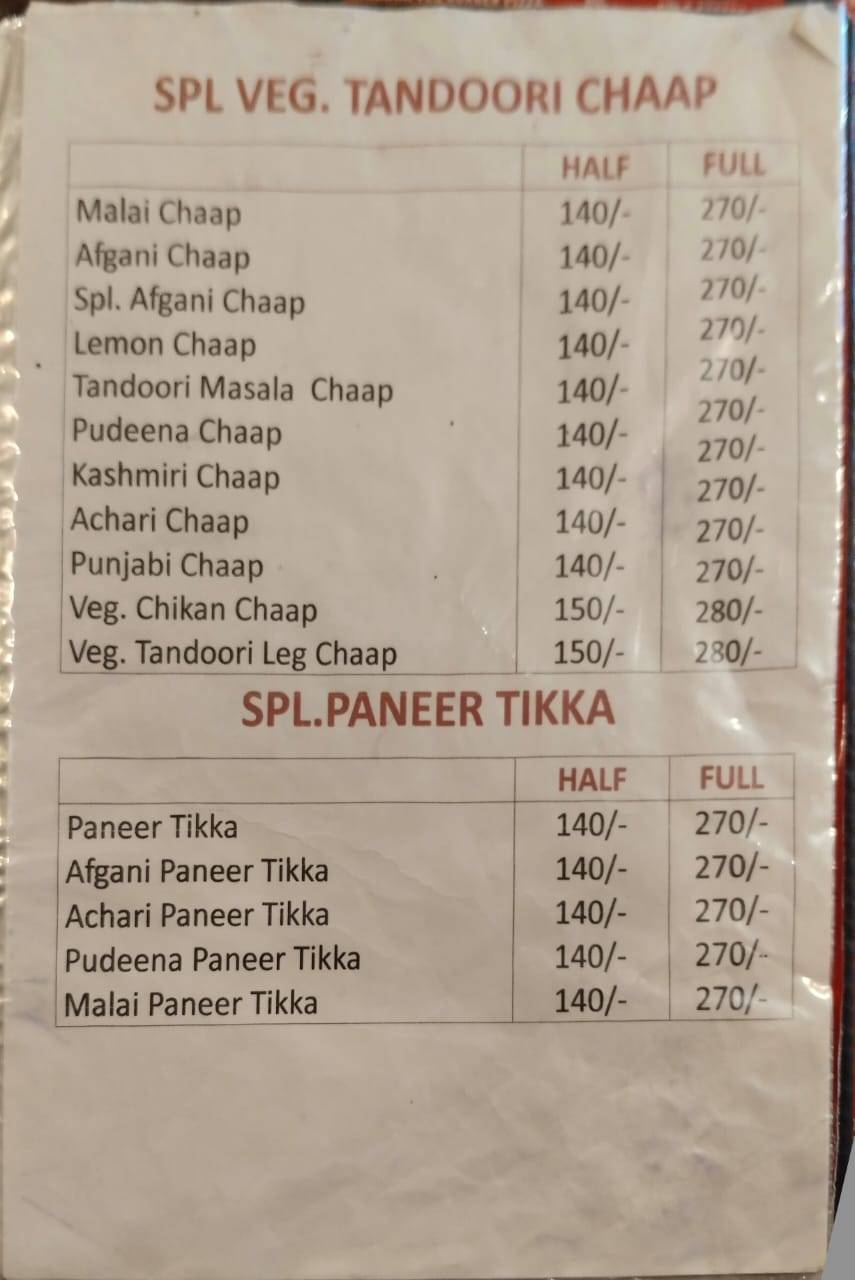 SPL VEG. TANDOORI CHAAP
HALF FULL
Malai Chaap 140/- 270/-
Afgani Chaap 140/- 270/-
Spl. Afgani Chaap 140/- 270/-
Lemon Chaap 140/- 270/-
Tandoori Masala Chaap 140/- 270/-
Pudeena Chaap 140/- 270/-
270/-
Kashmiri Chaap 140/- 270/-
Achari Chaap 140/- 270/-
Punjabi Chaap 140/- 270/-
Veg. Chikan Chaap 150/- 280/-
Veg. Tandoori Leg Chaap 150/- 280/-
SPL.PANEER TIKKA
HALF FULL
Paneer Tikka 140/- 270/-
Afgani Paneer Tikka 140/- 270/-
Achari Paneer Tikka 140/- 270/-
Pudeena Paneer Tikka 140/- 270/-
Malai Paneer Tikka 140/- 270/-